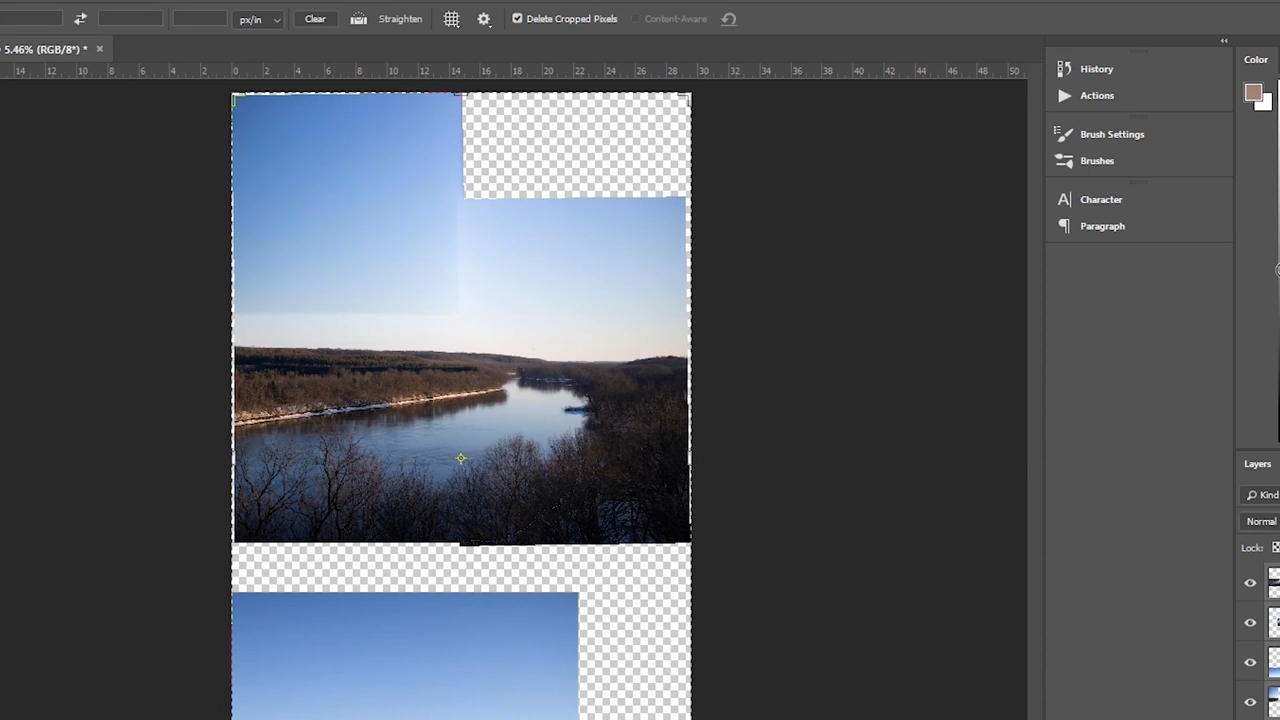 px/in Clear Straighten Delete Cropped Pixels Content-Aware
5.46% (RGB/8*) * ×
14 12 10 8 6 4 2 0 2 4 6 8 10 12 14 16 18 20 22 24 26 28 30 32 34 36 38 40 42 44 46 48 50
History
Actions
Brush Settings
Brushes
Character
Paragraph
Color
Layers
Kind
Normal
Lock: